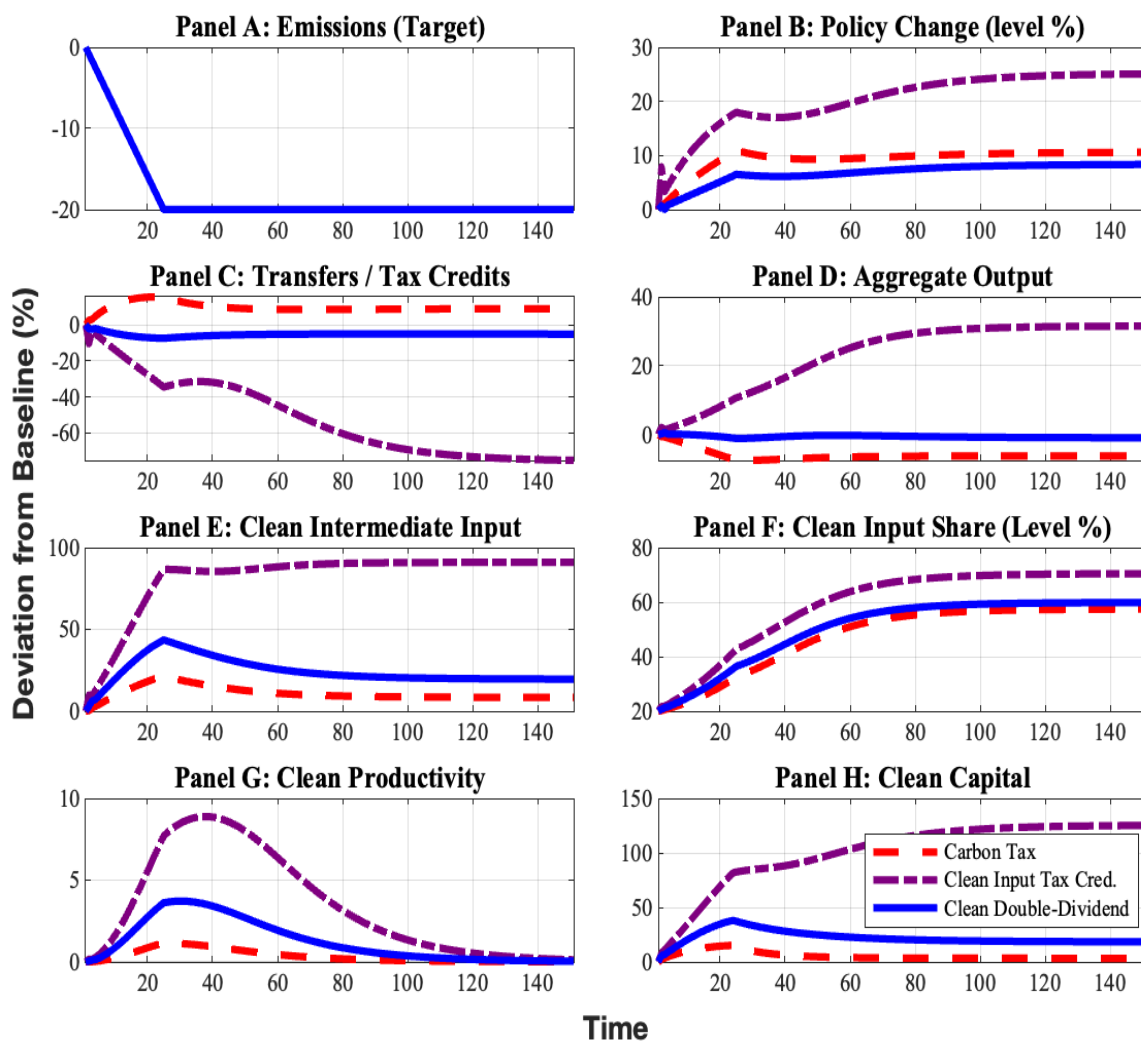 Panel A: Emissions (Target)
0
-10
-20
20 40 60 80 100 120 140
Panel B: Policy Change (level %)
30
20
10
0
20 40 60 80 100 120 140
Panel C: Transfers / Tax Credits
0
-20
-40
-60
20 40 60 80 100 120 140
Panel D: Aggregate Output
40
20
0
20 40 60 80 100 120 140
Panel E: Clean Intermediate Input
100
50
0
20 40 60 80 100 120 140
Panel F: Clean Input Share (Level %)
80
60
40
20
20 40 60 80 100 120 140
Panel G: Clean Productivity
10
5
0
20 40 60 80 100 120 140
Panel H: Clean Capital
150
100
50
0
20 40 60 80 100 120 140
Carbon Tax
Clean Input Tax Cred.
Clean Double-Dividend
Deviation from Baseline (%)
Time